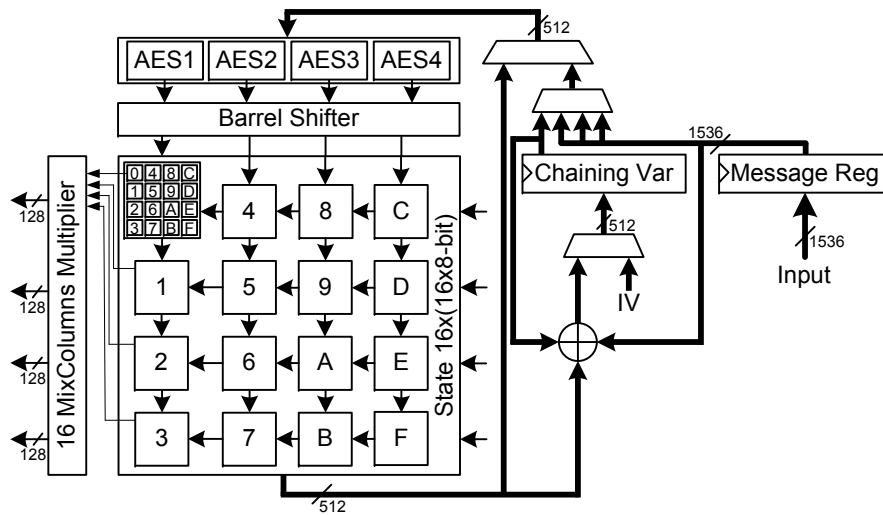 512
AES1 AES2 AES3 AES4
Barrel Shifter
1536
Chaining Var
Message Reg
512
1536
Input
IV
16 MixColumns Multiplier
128
128
128
128
0 4 8 C
1 5 9 D
2 6 A E
3 7 B F
4 8 C
1 5 9 D
2 6 A E
3 7 B F
State 16x(16x8-bit)
512